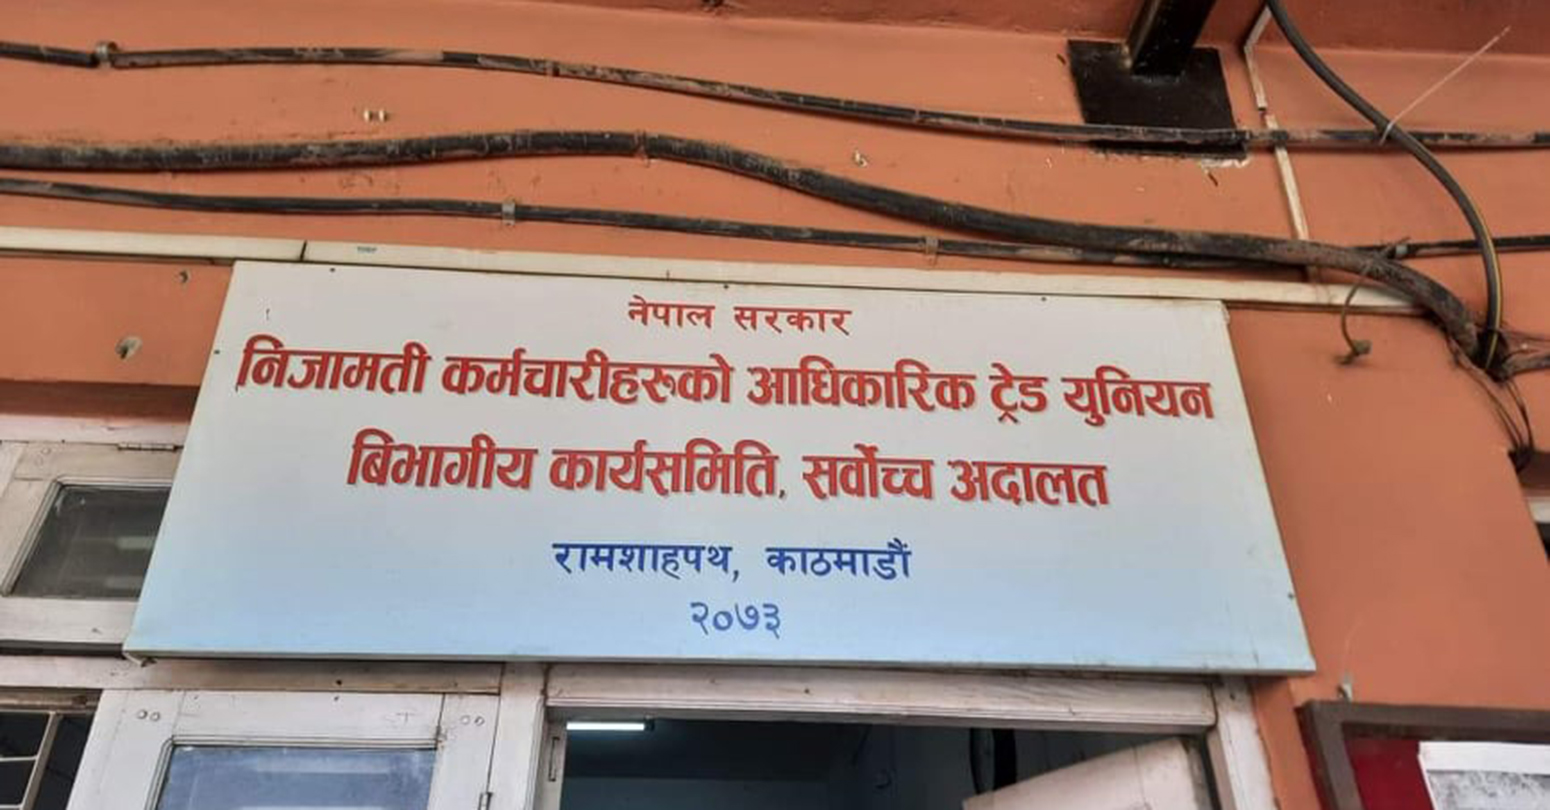 नेपाल सरकार
निजामती कर्मचारीहरुको आधिकारिक ट्रेड युनियन
बिभागीय कार्यसमिति, सर्वोच्च अदालत
रामशाहपथ, काठमाडौं
२०७३